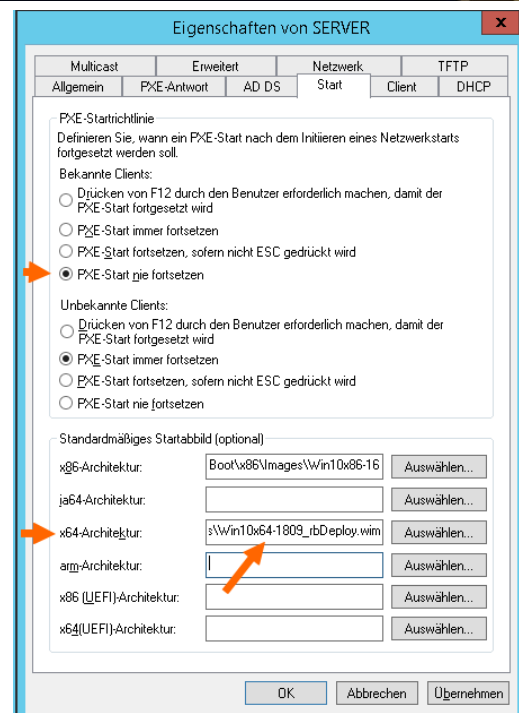 Eigenschaften von SERVER
x
Multicast Erweitert Netzwerk TFTP
Allgemein PXE-Antwort AD DS Start Client DHCP
PXE-Startrichtlinie
Definieren Sie, wann ein PXE-Start nach dem Initiieren eines Netzwerkstarts
fortgesetzt werden soll.
Bekannte Clients:
Drücken von F12 durch den Benutzer erforderlich machen, damit der
PXE-Start fortgesetzt wird
PXE-Start immer fortsetzen
PXE-Start fortsetzen, sofern nicht ESC gedrückt wird
PXE-Start nie fortsetzen
Unbekannte Clients:
Drücken von F12 durch den Benutzer erforderlich machen, damit der
PXE-Start fortgesetzt wird
PXE-Start immer fortsetzen
PXE-Start fortsetzen, sofern nicht ESC gedrückt wird
PXE-Start nie fortsetzen
Standardmäßiges Startabbild (optional)
x86-Architektur: Boot\x86\Images\Win10x86-16 Auswählen...
ia64-Architektur: Auswählen...
x64-Architektur: s\Win10x64-1809_rbDeploy.wim Auswählen...
arm-Architektur: Auswählen...
x86 (UEFI)-Architektur: Auswählen...
x64(UEFI)-Architektur: Auswählen...
OK Abbrechen Übernehmen